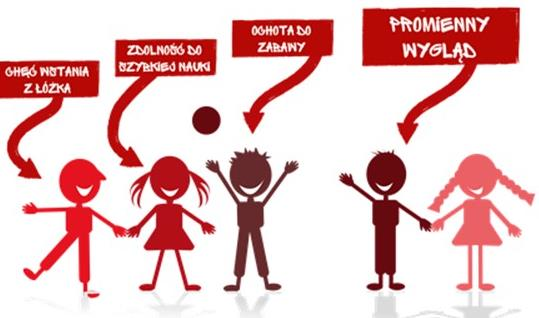 CHĘĆ WSTANIA
Z ŁÓŻKA
ZDOLNOŚĆ DO
SZYBKIEJ NAUKI
OCHOTA DO
ZABAWY
PROMIENNY
WYGLĄD